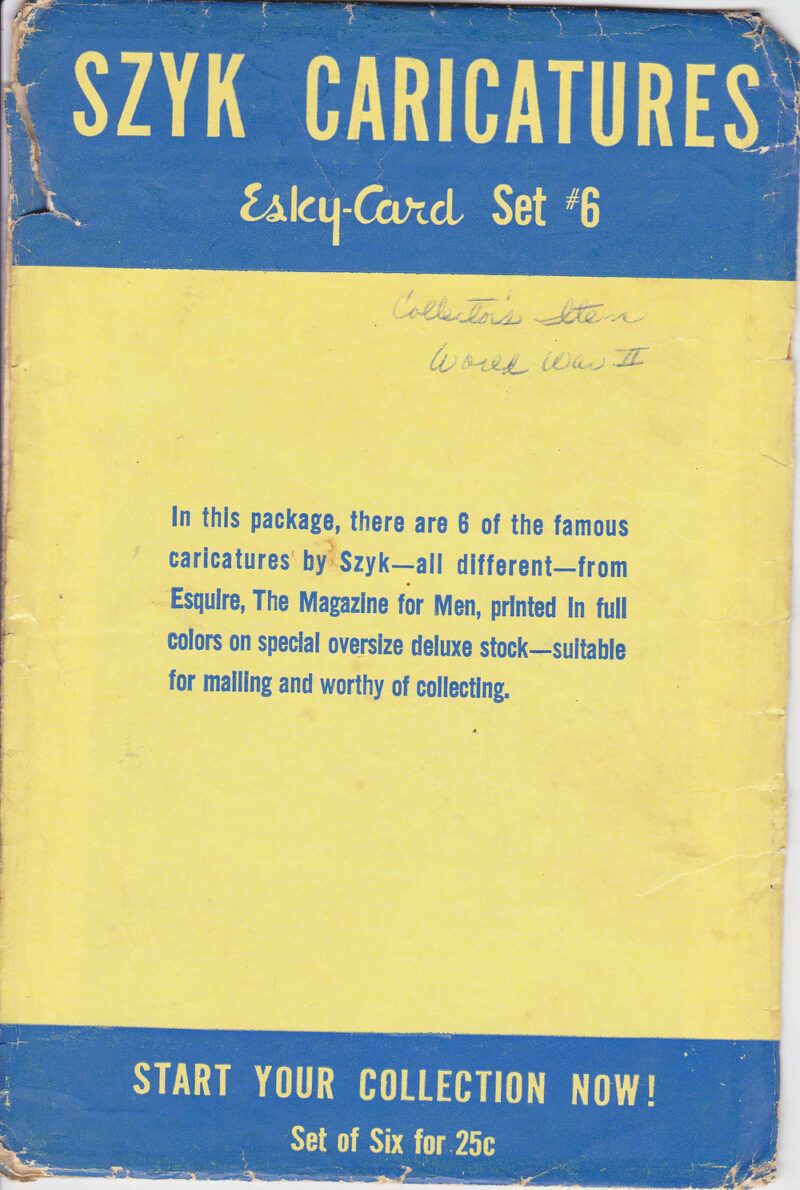 SZYK CARICATURES
Esky-Card Set #6
Collector's Item
World War II
In this package, there are 6 of the famous
caricatures by Szyk—all different—from
Esquire, The Magazine for Men, printed in full
colors on special oversize deluxe stock—suitable
for mailing and worthy of collecting.
START YOUR COLLECTION NOW!
Set of Six for 25c